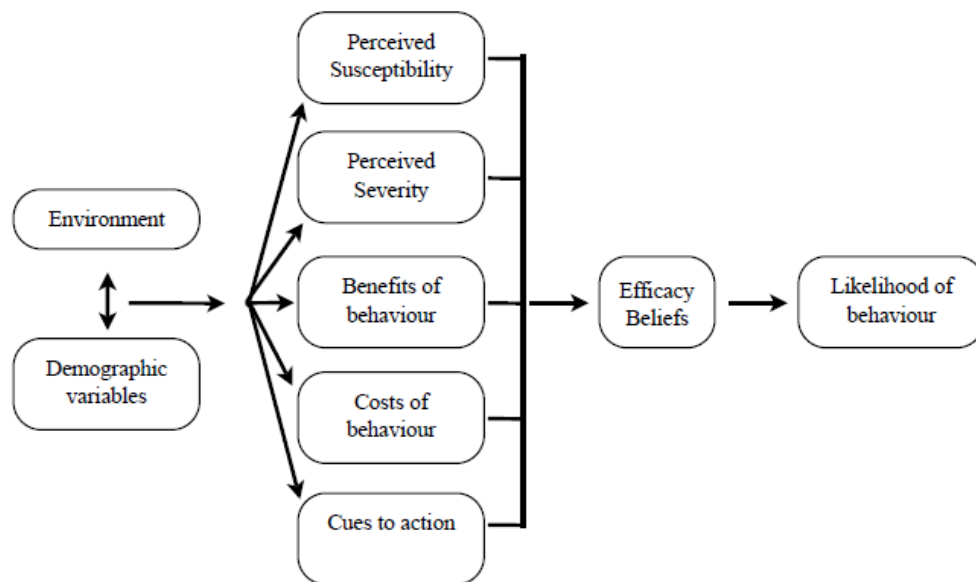 Perceived
Susceptibility
Perceived
Severity
Environment
Benefits of
behaviour
Efficacy
Beliefs
Likelihood of
behaviour
Demographic
variables
Costs of
behaviour
Cues to action